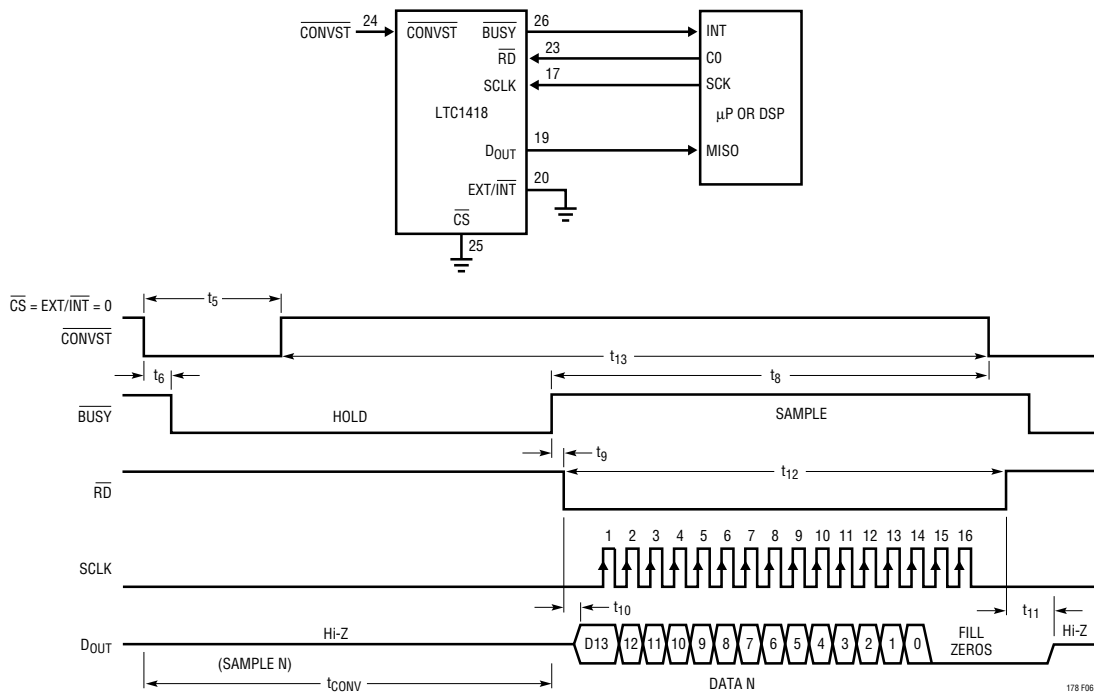 CONVST 24 CONVST BUSY 26 INT
RD 23 C0
SCLK 17 SCK
LTC1418 µP OR DSP
DOUT 19 MISO
EXT/INT 20
CS
25
CS = EXT/INT = 0
t5
CONVST
t13
t6 t8
BUSY HOLD SAMPLE
t9
t12
RD
1 2 3 4 5 6 7 8 9 10 11 12 13 14 15 16
SCLK
t10 t11
Hi-Z D13 12 11 10 9 8 7 6 5 4 3 2 1 0 FILL ZEROS Hi-Z
DOUT
(SAMPLE N)
tCONV DATA N
178 F06